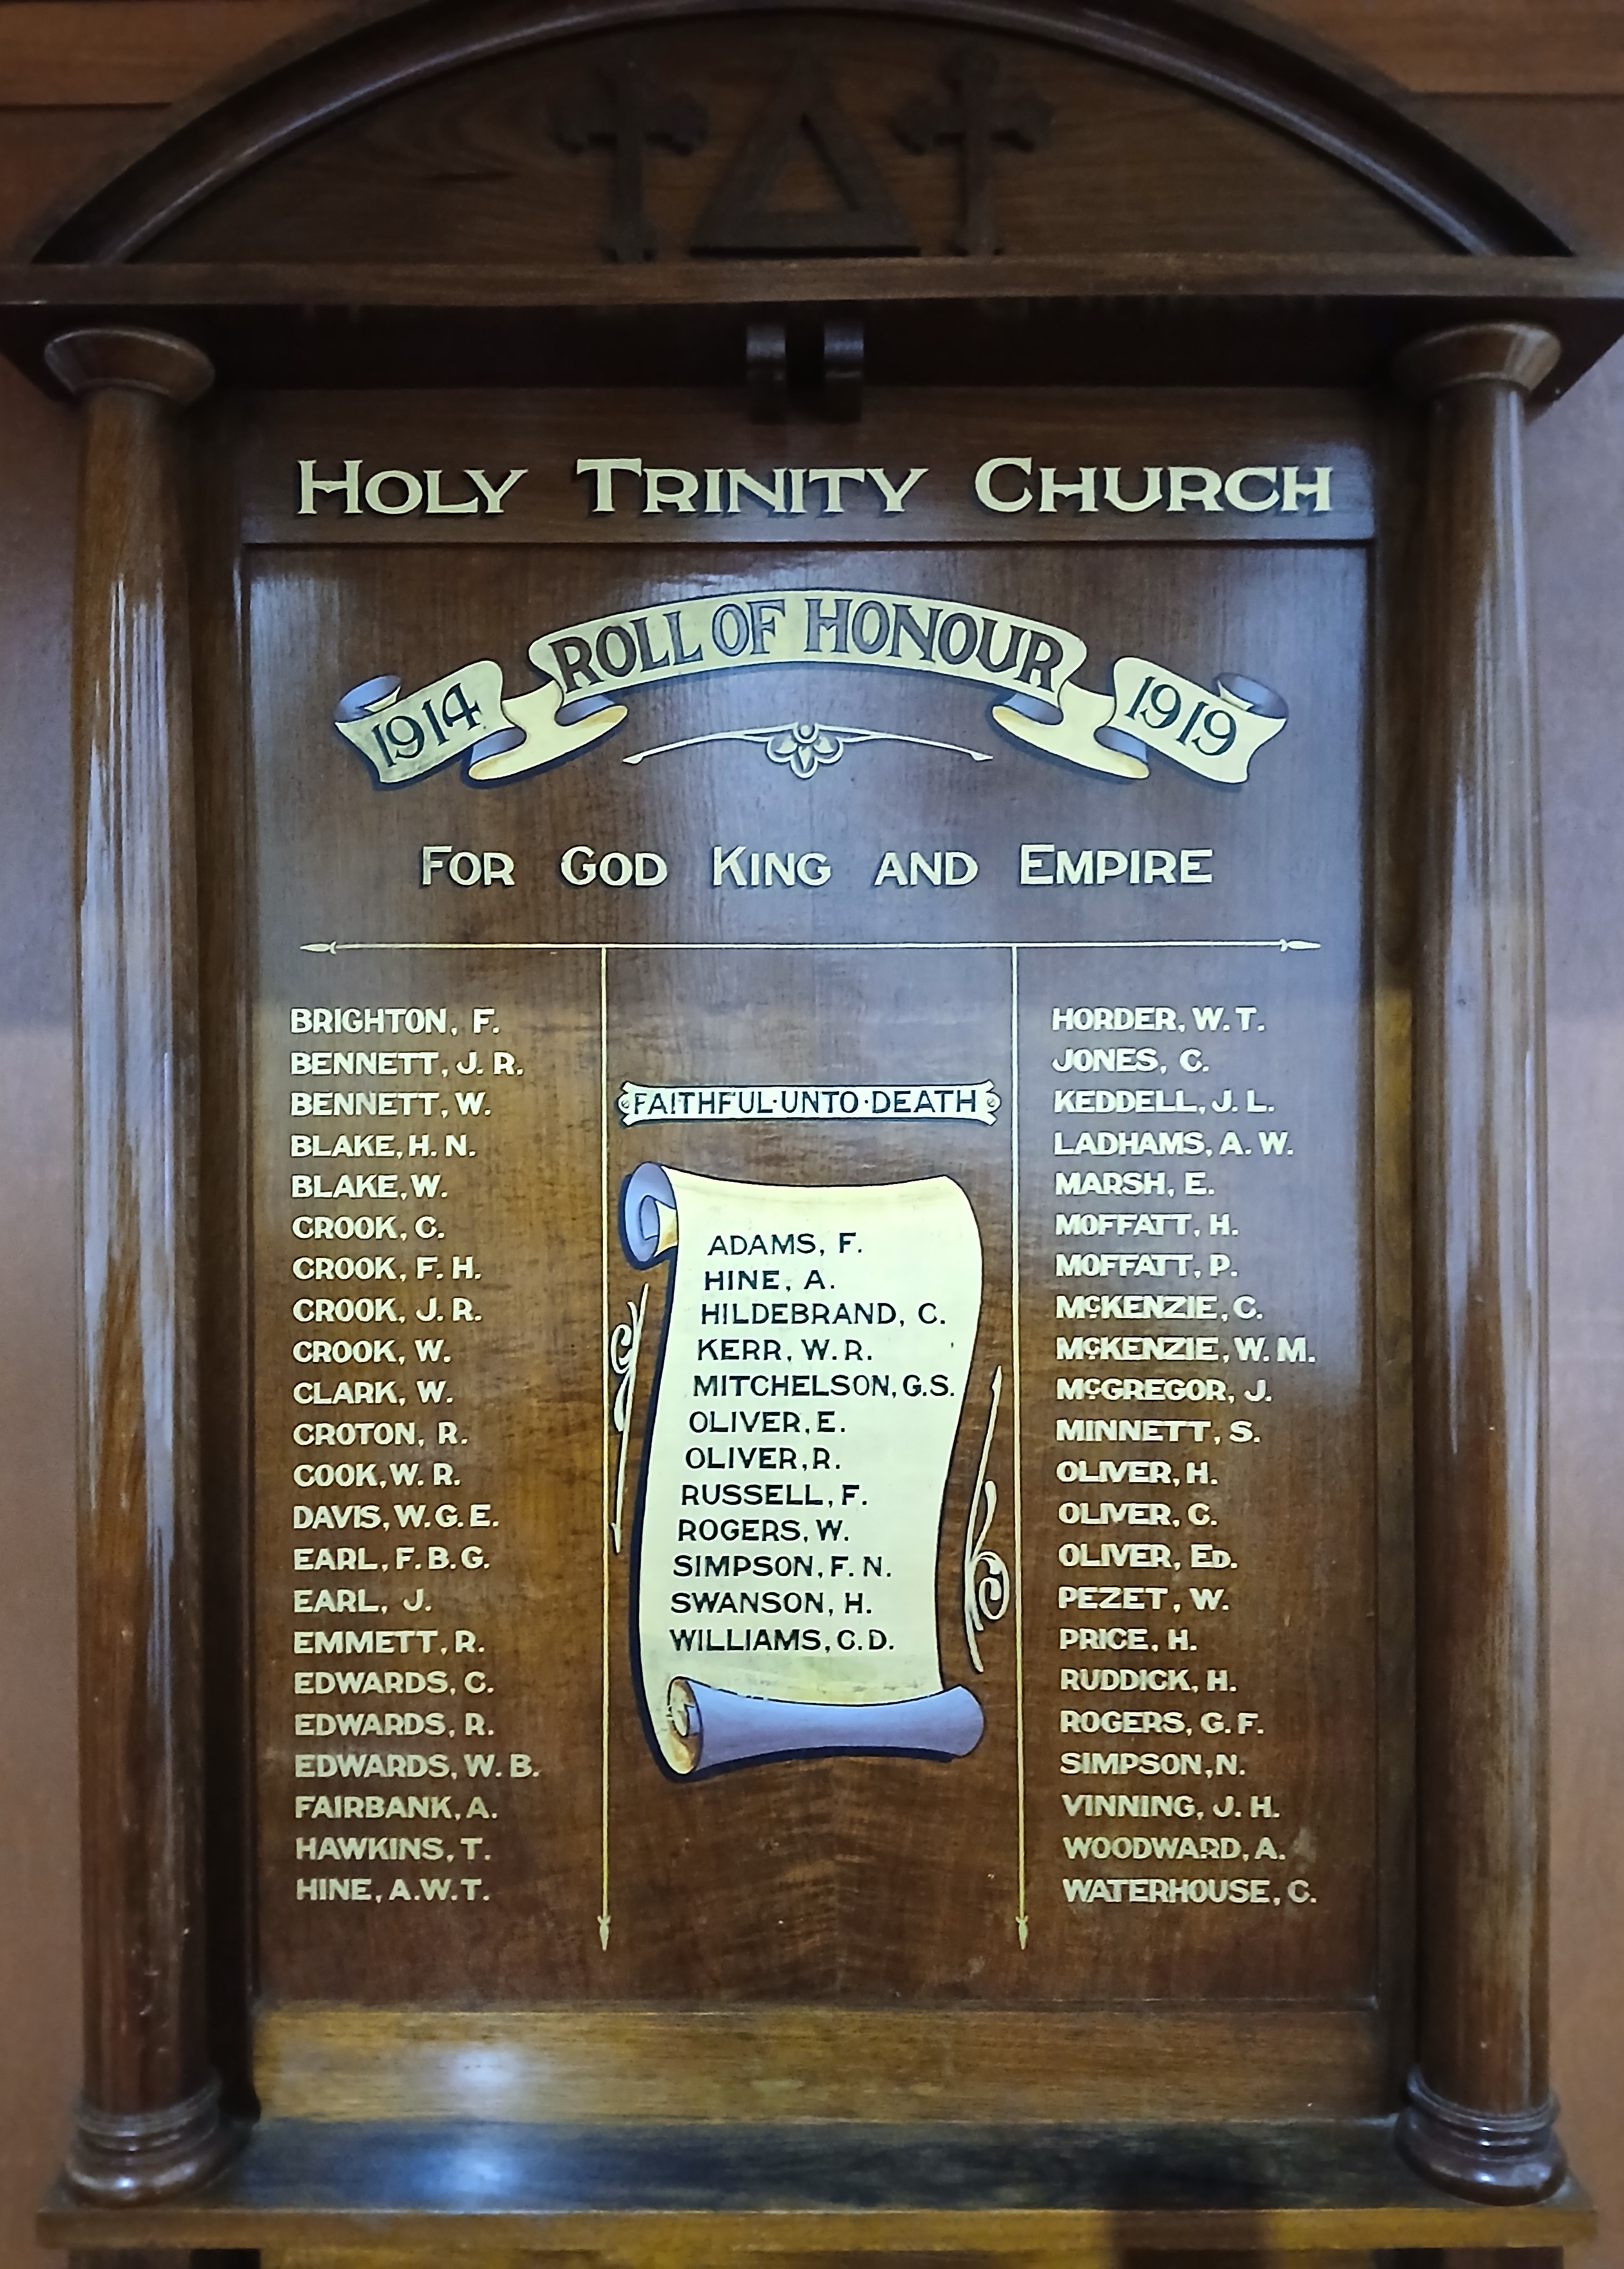 HOLY TRINITY CHURCH
ROLL OF HONOUR
1914 1919
FOR GOD KING AND EMPIRE
BRIGHTON, F.
BENNETT, J. R.
BENNETT, W.
BLAKE, H. N.
BLAKE, W.
CROOK, C.
CROOK, F. H.
CROOK, J. R.
CROOK, W.
CLARK, W.
CROTON, R.
COOK, W. R.
DAVIS, W. G. E.
EARL, F. B. G.
EARL, J.
EMMETT, R.
EDWARDS, C.
EDWARDS, R.
EDWARDS, W. B.
FAIRBANK, A.
HAWKINS, T.
HINE, A.W.T.
FAITHFUL·UNTO·DEATH
ADAMS, F.
HINE, A.
HILDEBRAND, C.
KERR, W. R.
MITCHELSON, G.S.
OLIVER, E.
OLIVER, R.
RUSSELL, F.
ROGERS, W.
SIMPSON, F. N.
SWANSON, H.
WILLIAMS, C. D.
HORDER, W. T.
JONES, C.
KEDDELL, J. L.
LADHAMS, A. W.
MARSH, E.
MOFFATT, H.
MOFFATT, P.
McKENZIE, C.
McKENZIE, W. M.
McGREGOR, J.
MINNETT, S.
OLIVER, H.
OLIVER, C.
OLIVER, ED.
PEZET, W.
PRICE, H.
RUDDICK, H.
ROGERS, G. F.
SIMPSON, N.
VINNING, J. H.
WOODWARD, A.
WATERHOUSE, C.